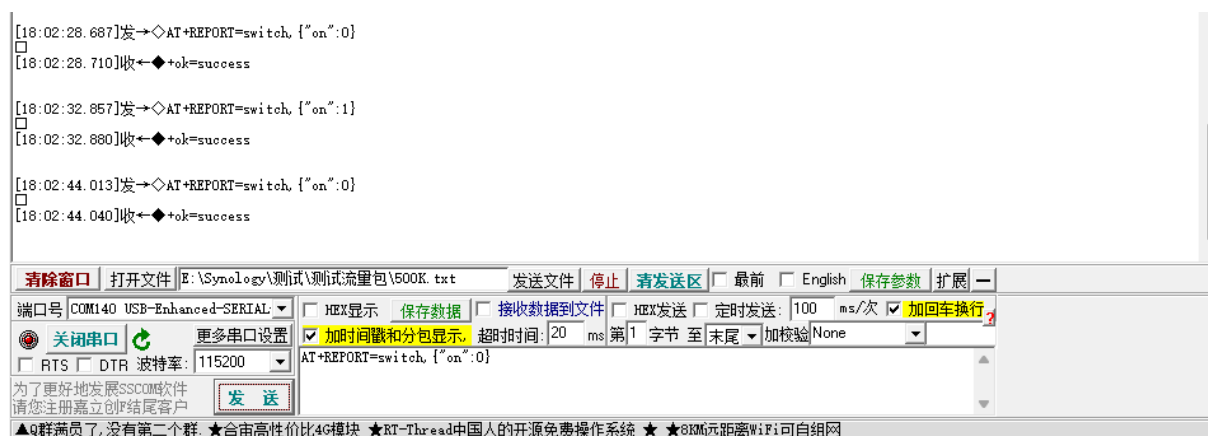 [18:02:28.687]发→◇AT+REPORT=switch,{"on":0}
□
[18:02:28.710]收←◆+ok=success
[18:02:32.857]发→◇AT+REPORT=switch,{"on":1}
□
[18:02:32.880]收←◆+ok=success
[18:02:44.013]发→◇AT+REPORT=switch,{"on":0}
□
[18:02:44.040]收←◆+ok=success
清除窗口 打开文件 E:\Synology\测试\测试流量包\500K.txt 发送文件 停止 清发送区 最前 English 保存参数 扩展 —
端口号 COM140 USB-Enhanced-SERIAL HEX显示 保存数据 接收数据到文件 HEX发送 定时发送: 100 ms/次 加回车换行 ?
关闭串口 更多串口设置 加时间戳和分包显示, 超时时间: 20 ms 第1 字节 至 末尾 加校验 None
RTS DTR 波特率: 115200 AT+REPORT=switch,{"on":0}
为了更好地发展SSCOM软件
请您注册嘉立创F结尾客户 发 送
▲Q群满员了,没有第二个群. ★合宙高性价比4G模块 ★RT-Thread中国人的开源免费操作系统 ★ ★8KM远距离WiFi可自组网